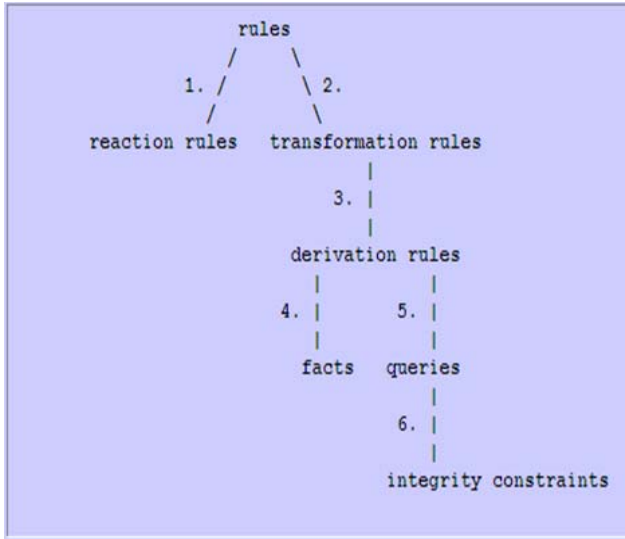 rules
1.
2.
reaction rules transformation rules
3.
derivation rules
4. 5.
facts queries
6.
integrity constraints